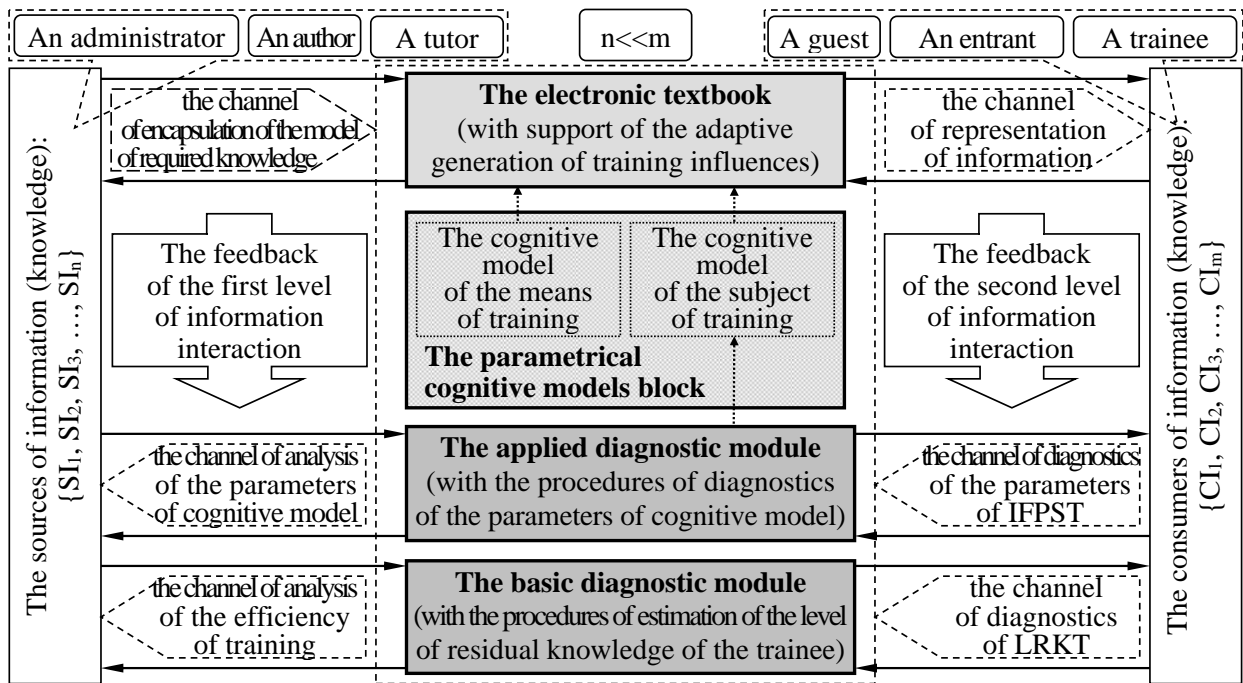 An administrator
An author
A tutor
n<<m
A guest
An entrant
A trainee
The sources of information (knowledge):
{SI₁, SI₂, SI₃, …, SIₙ}
the channel
of encapsulation of the model
of required knowledge
The electronic textbook
(with support of the adaptive
generation of training influences)
the channel
of representation
of information
The consumers of information (knowledge):
{CI₁, CI₂, CI₃, …, CIₘ}
The feedback
of the first level
of information
interaction
The cognitive
model
of the means
of training
The cognitive
model
of the subject
of training
The parametrical
cognitive models block
The feedback
of the second level
of information
interaction
the channel of analysis
of the parameters
of cognitive model
The applied diagnostic module
(with the procedures of diagnostics
of the parameters of cognitive model)
the channel of diagnostics
of the parameters
of IFPST
the channel of analysis
of the efficiency
of training
The basic diagnostic module
(with the procedures of estimation of the level
of residual knowledge of the trainee)
the channel
of diagnostics
of LRKT